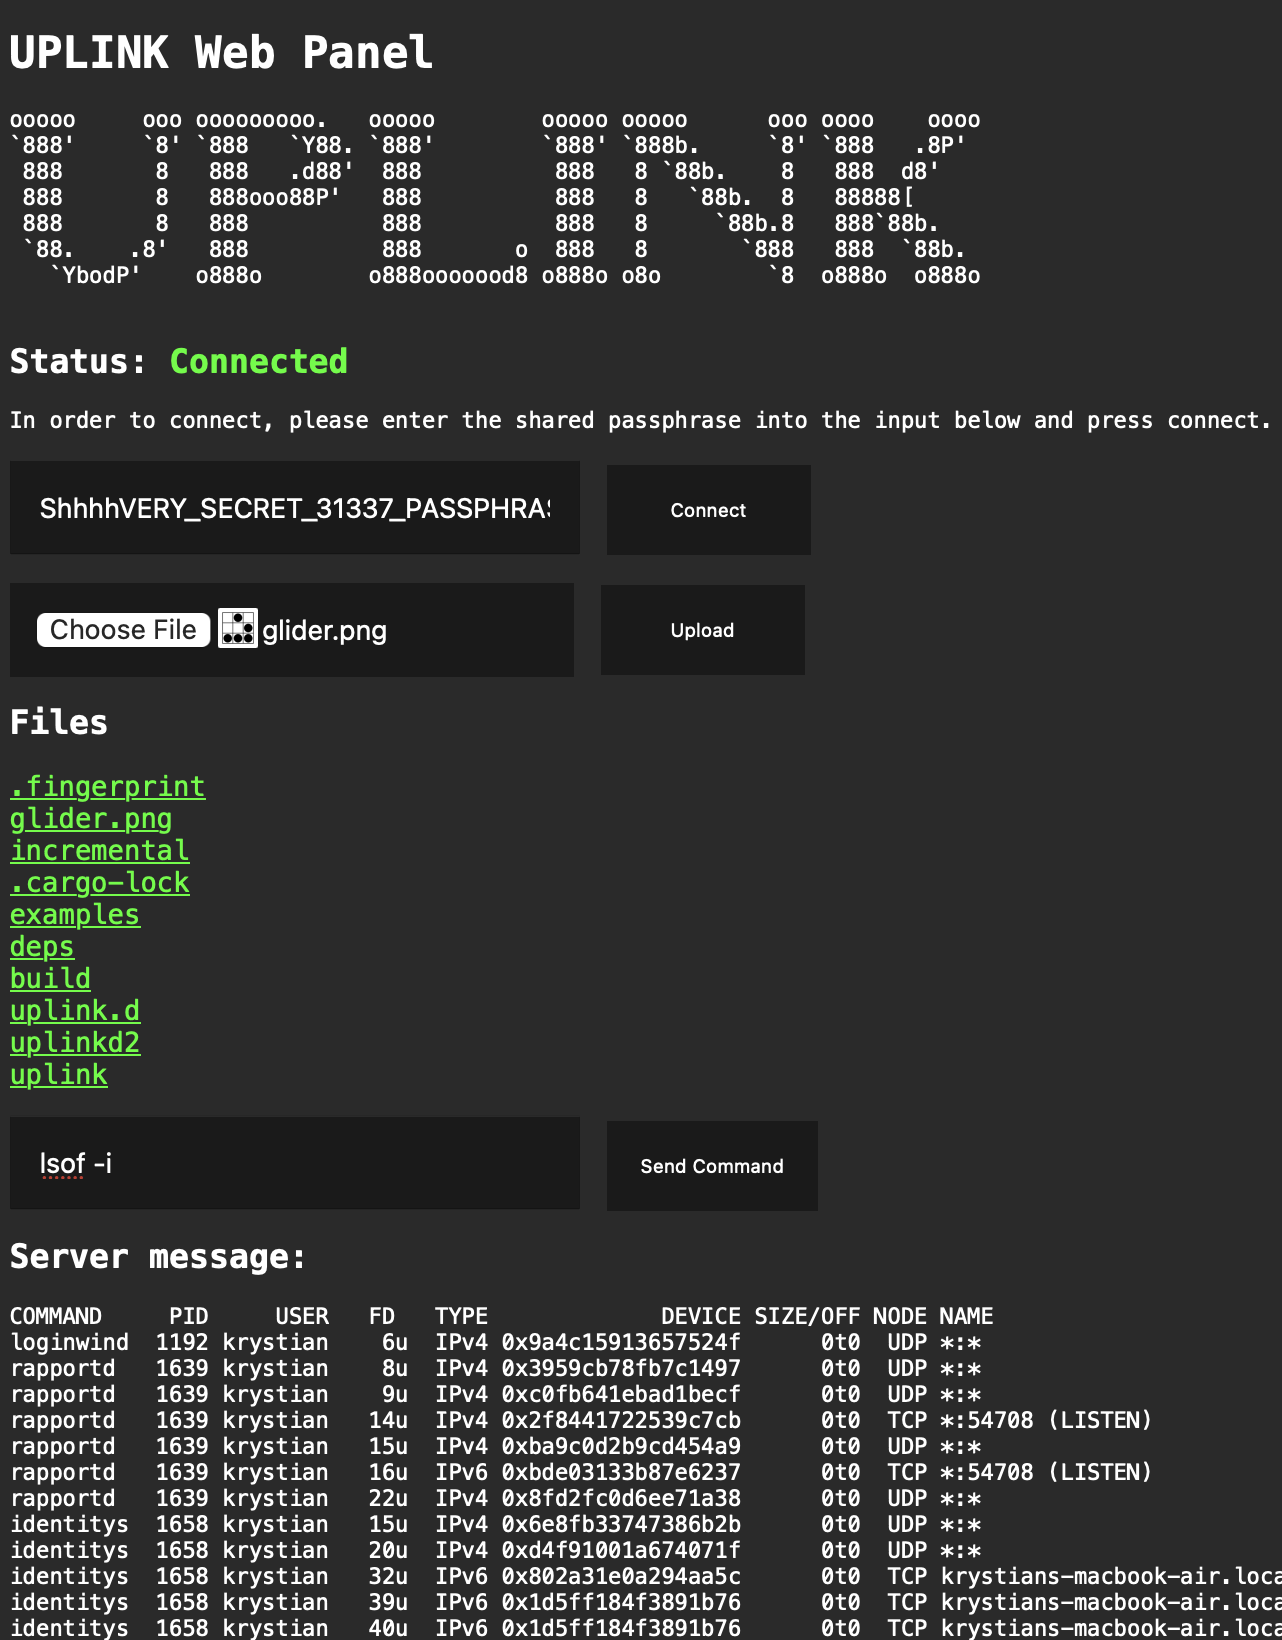 UPLINK Web Panel
ooooo     ooo ooooooooo.   ooooo        ooooo ooooo      ooo oooo    oooo
`888'     `8' `888   `Y88. `888'        `888' `888b.     `8' `888   .8P'
 888       8   888   .d88'  888          888   8 `88b.    8   888  d8'
 888       8   888ooo88P'   888          888   8   `88b.  8   88888[
 888       8   888          888          888   8     `88b.8   888`88b.
 `88.    .8'   888          888       o  888   8       `888   888  `88b.
   `YbodP'    o888o        o888ooooood8 o888o o8o        `8  o888o  o888o
Status: Connected
In order to connect, please enter the shared passphrase into the input below and press connect.
ShhhhVERY_SECRET_31337_PASSPHRAS Connect
Choose File glider.png Upload
Files
.fingerprint
glider.png
incremental
.cargo-lock
examples
deps
build
uplink.d
uplinkd2
uplink
lsof -i Send Command
Server message:
COMMAND     PID     USER   FD   TYPE             DEVICE SIZE/OFF NODE NAME
loginwind  1192 krystian    6u  IPv4 0x9a4c15913657524f      0t0  UDP *:*
rapportd   1639 krystian    8u  IPv4 0x3959cb78fb7c1497      0t0  UDP *:*
rapportd   1639 krystian    9u  IPv4 0xc0fb641ebad1becf      0t0  UDP *:*
rapportd   1639 krystian   14u  IPv4 0x2f8441722539c7cb      0t0  TCP *:54708 (LISTEN)
rapportd   1639 krystian   15u  IPv4 0xba9c0d2b9cd454a9      0t0  UDP *:*
rapportd   1639 krystian   16u  IPv6 0xbde03133b87e6237      0t0  TCP *:54708 (LISTEN)
rapportd   1639 krystian   22u  IPv4 0x8fd2fc0d6ee71a38      0t0  UDP *:*
identitys  1658 krystian   15u  IPv4 0x6e8fb33747386b2b      0t0  UDP *:*
identitys  1658 krystian   20u  IPv4 0xd4f91001a674071f      0t0  UDP *:*
identitys  1658 krystian   32u  IPv6 0x802a31e0a294aa5c      0t0  TCP krystians-macbook-air.loca
identitys  1658 krystian   39u  IPv6 0x1d5ff184f3891b76      0t0  TCP krystians-macbook-air.loca
identitys  1658 krystian   40u  IPv6 0x1d5ff184f3891b76      0t0  TCP krystians-macbook-air.loca